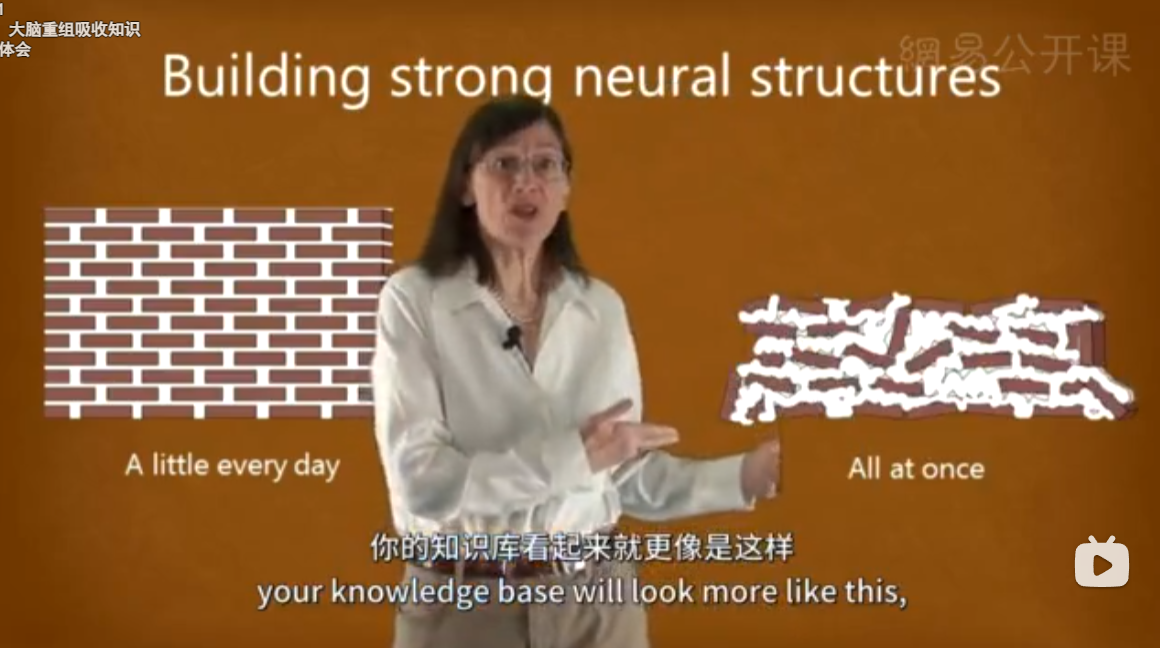 大脑重组吸收知识
体会
網易公开课
Building strong neural structures
A little every day
All at once
你的知识库看起来就更像是这样
your knowledge base will look more like this,